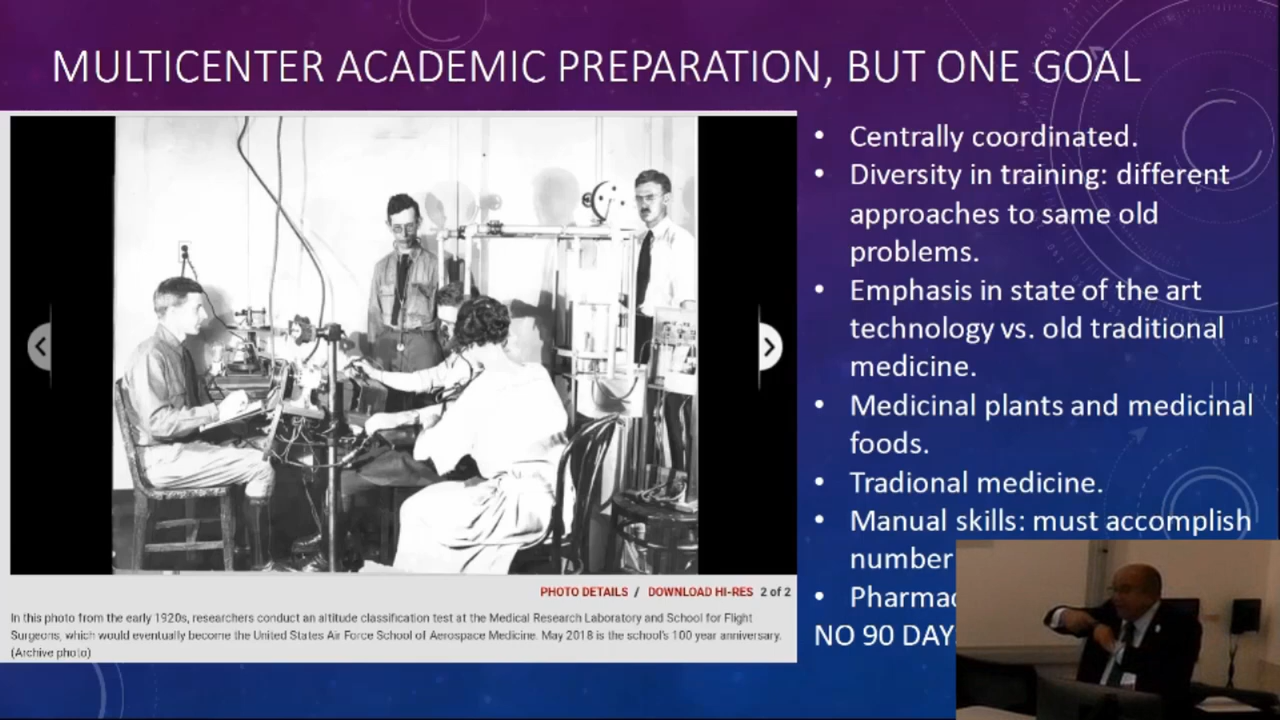 MULTICENTER ACADEMIC PREPARATION, BUT ONE GOAL
• Centrally coordinated.
• Diversity in training: different
approaches to same old
problems.
• Emphasis in state of the art
technology vs. old traditional
medicine.
• Medicinal plants and medicinal
foods.
• Tradional medicine.
• Manual skills: must accomplish
number
• Pharmac
NO 90 DAY
PHOTO DETAILS / DOWNLOAD HI-RES 2 of 2
In this photo from the early 1920s, researchers conduct an altitude classification test at the Medical Research Laboratory and School for Flight
Surgeons, which would eventually become the United States Air Force School of Aerospace Medicine. May 2018 is the school's 100 year anniversary.
(Archive photo)